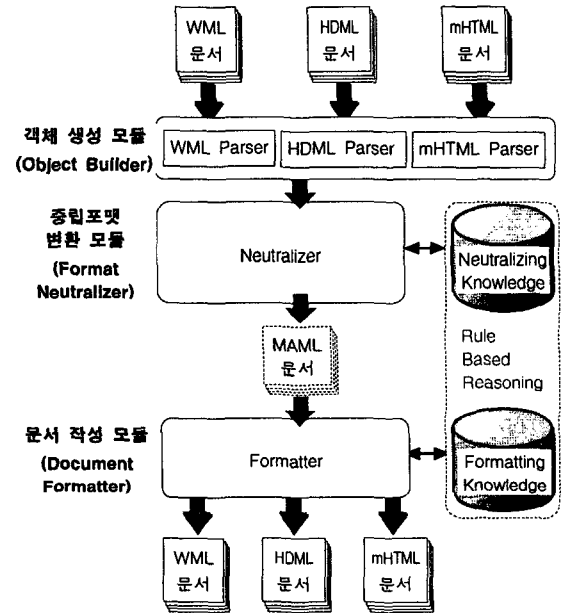 WML
문서
HDML
문서
mHTML
문서
객체 생성 모듈
(Object Builder)
WML Parser
HDML Parser
mHTML Parser
중립포맷
변환 모듈
(Format
Neutralizer)
Neutralizer
Neutralizing
Knowledge
MAML
문서
Rule
Based
Reasoning
문서 작성 모듈
(Document
Formatter)
Formatter
Formatting
Knowledge
WML
문서
HDML
문서
mHTML
문서